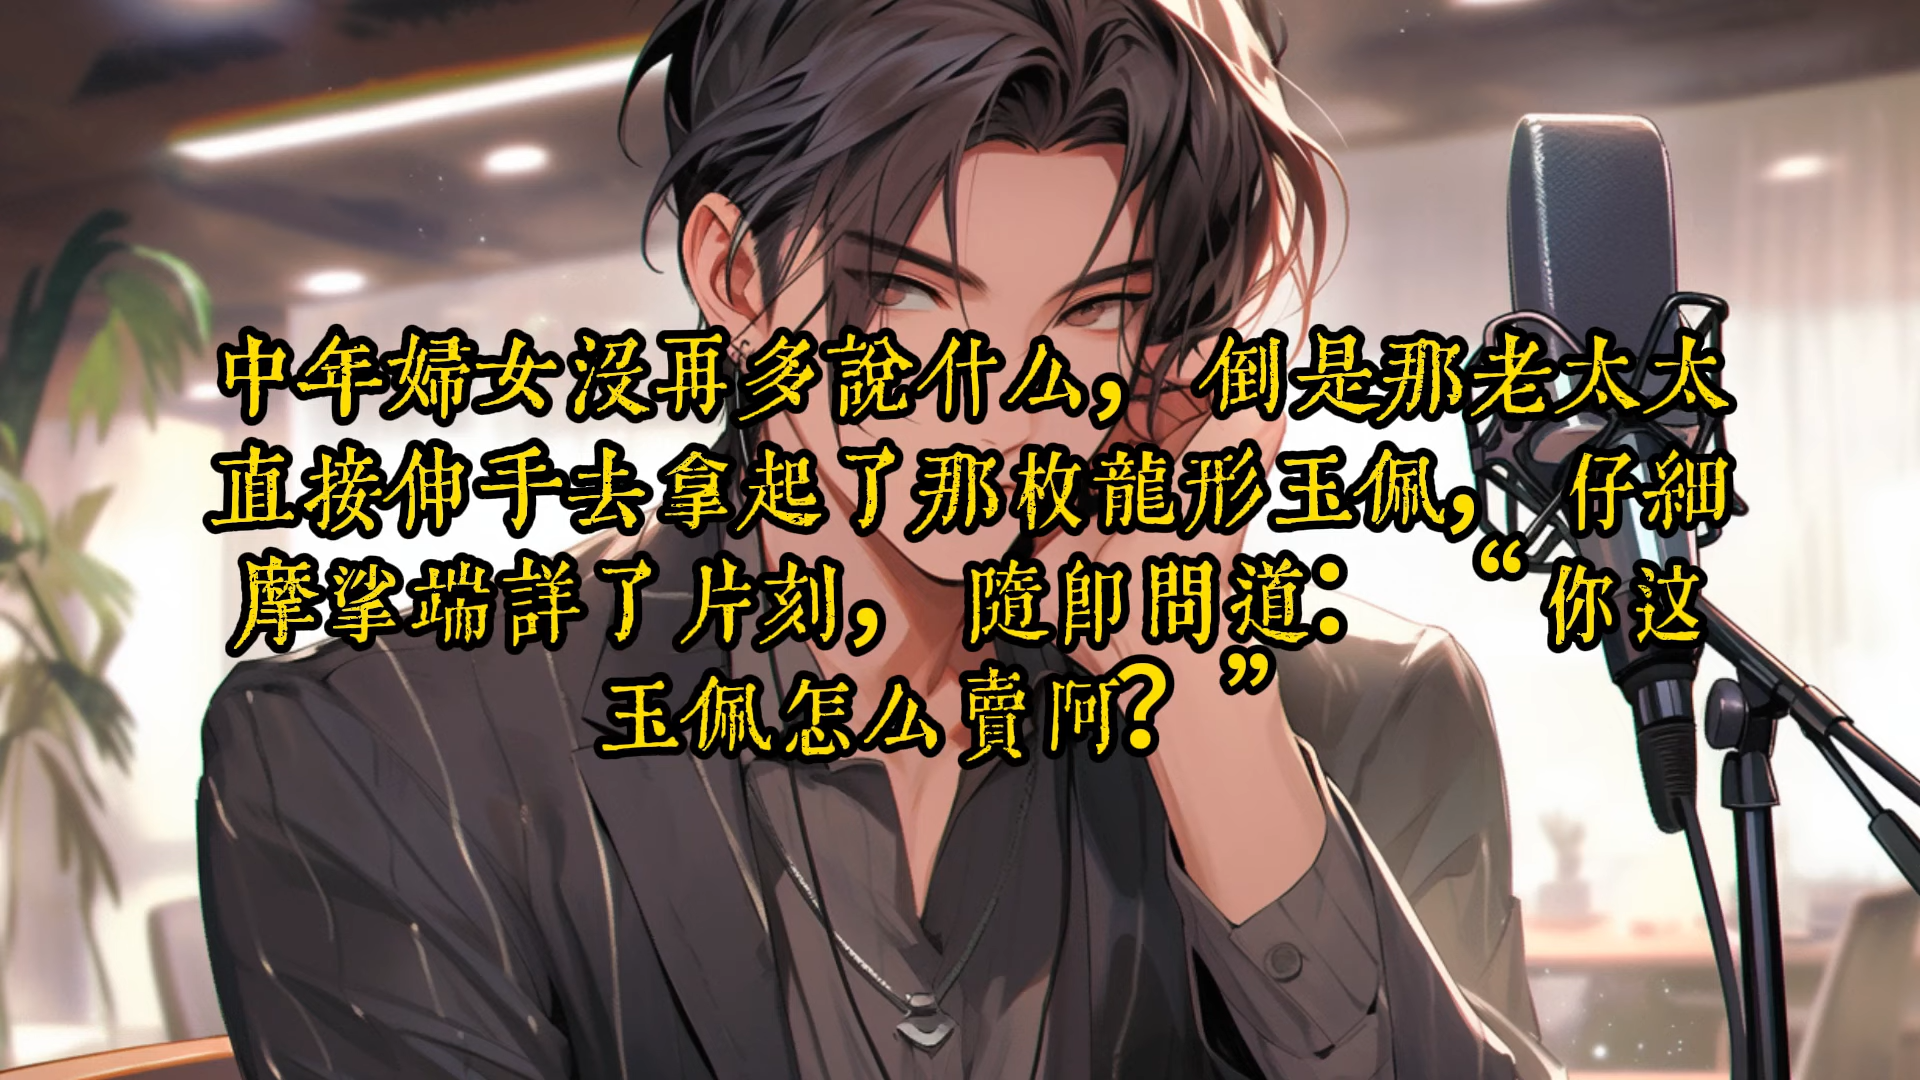 中年婦女沒再多說什么，倒是那老太太
直接伸手去拿起了那枚龍形玉佩，仔細
摩挲端詳了片刻，隨即問道：“你这
玉佩怎么賣阿？”